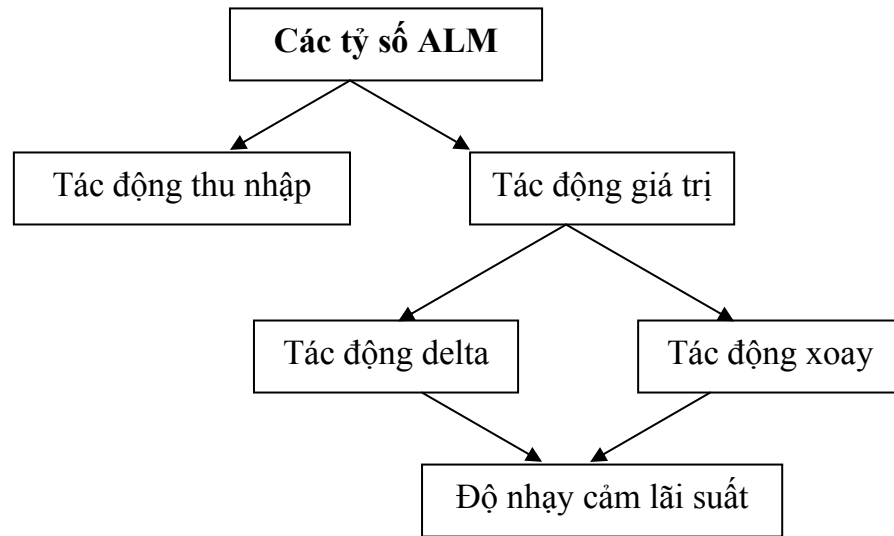 Các tỷ số ALM
Tác động thu nhập
Tác động giá trị
Tác động delta
Tác động xoay
Độ nhạy cảm lãi suất